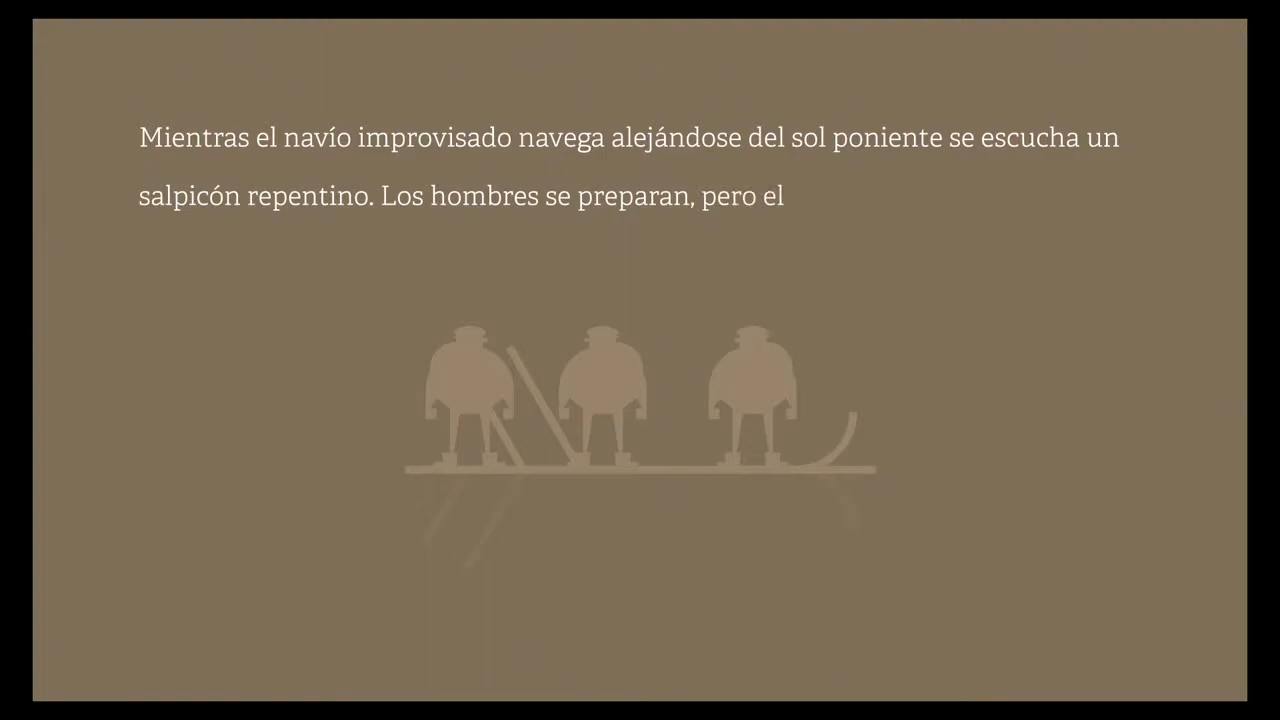 Mientras el navío improvisado navega alejándose del sol poniente se escucha un
salpicón repentino. Los hombres se preparan, pero el